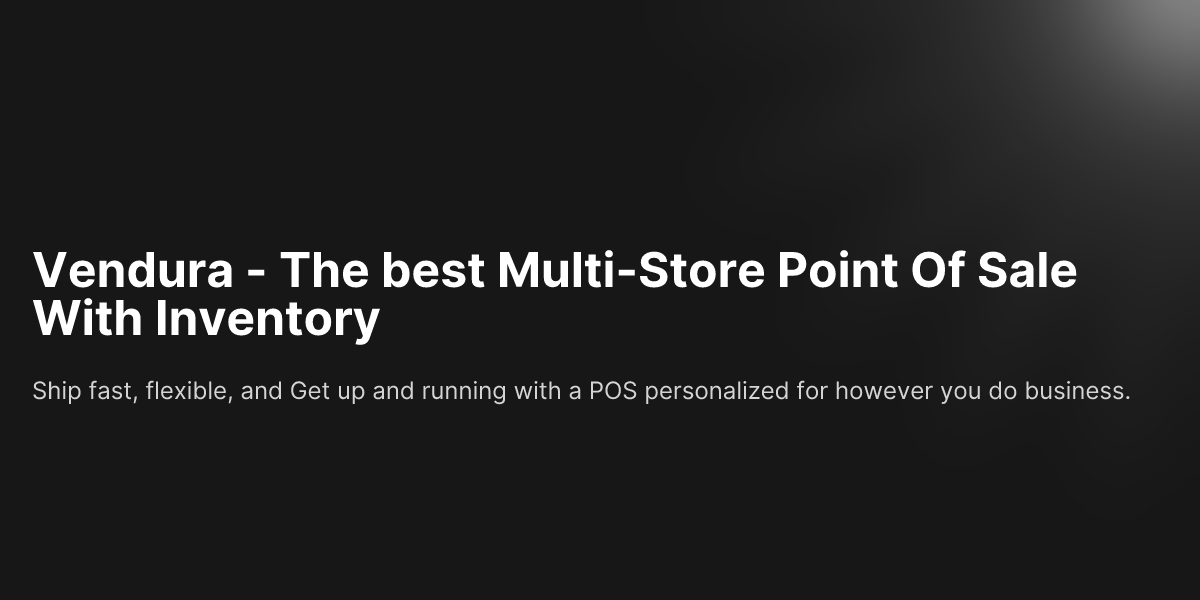 Vendura - The best Multi-Store Point Of Sale
With Inventory
Ship fast, flexible, and Get up and running with a POS personalized for however you do business.